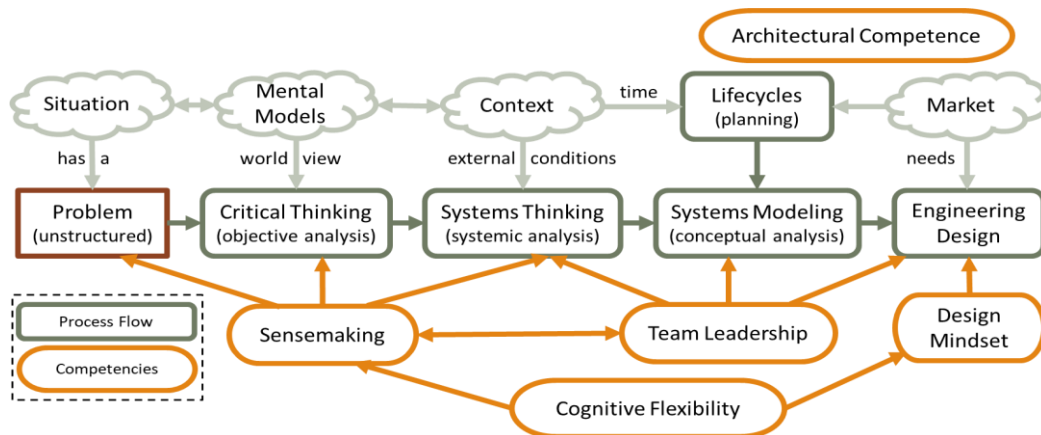 Architectural Competence
Situation
Mental
Models
Context
time
Lifecycles
(planning)
Market
has a
world view
external conditions
needs
Problem
(unstructured)
Critical Thinking
(objective analysis)
Systems Thinking
(systemic analysis)
Systems Modeling
(conceptual analysis)
Engineering
Design
Process Flow
Competencies
Sensemaking
Team Leadership
Design
Mindset
Cognitive Flexibility